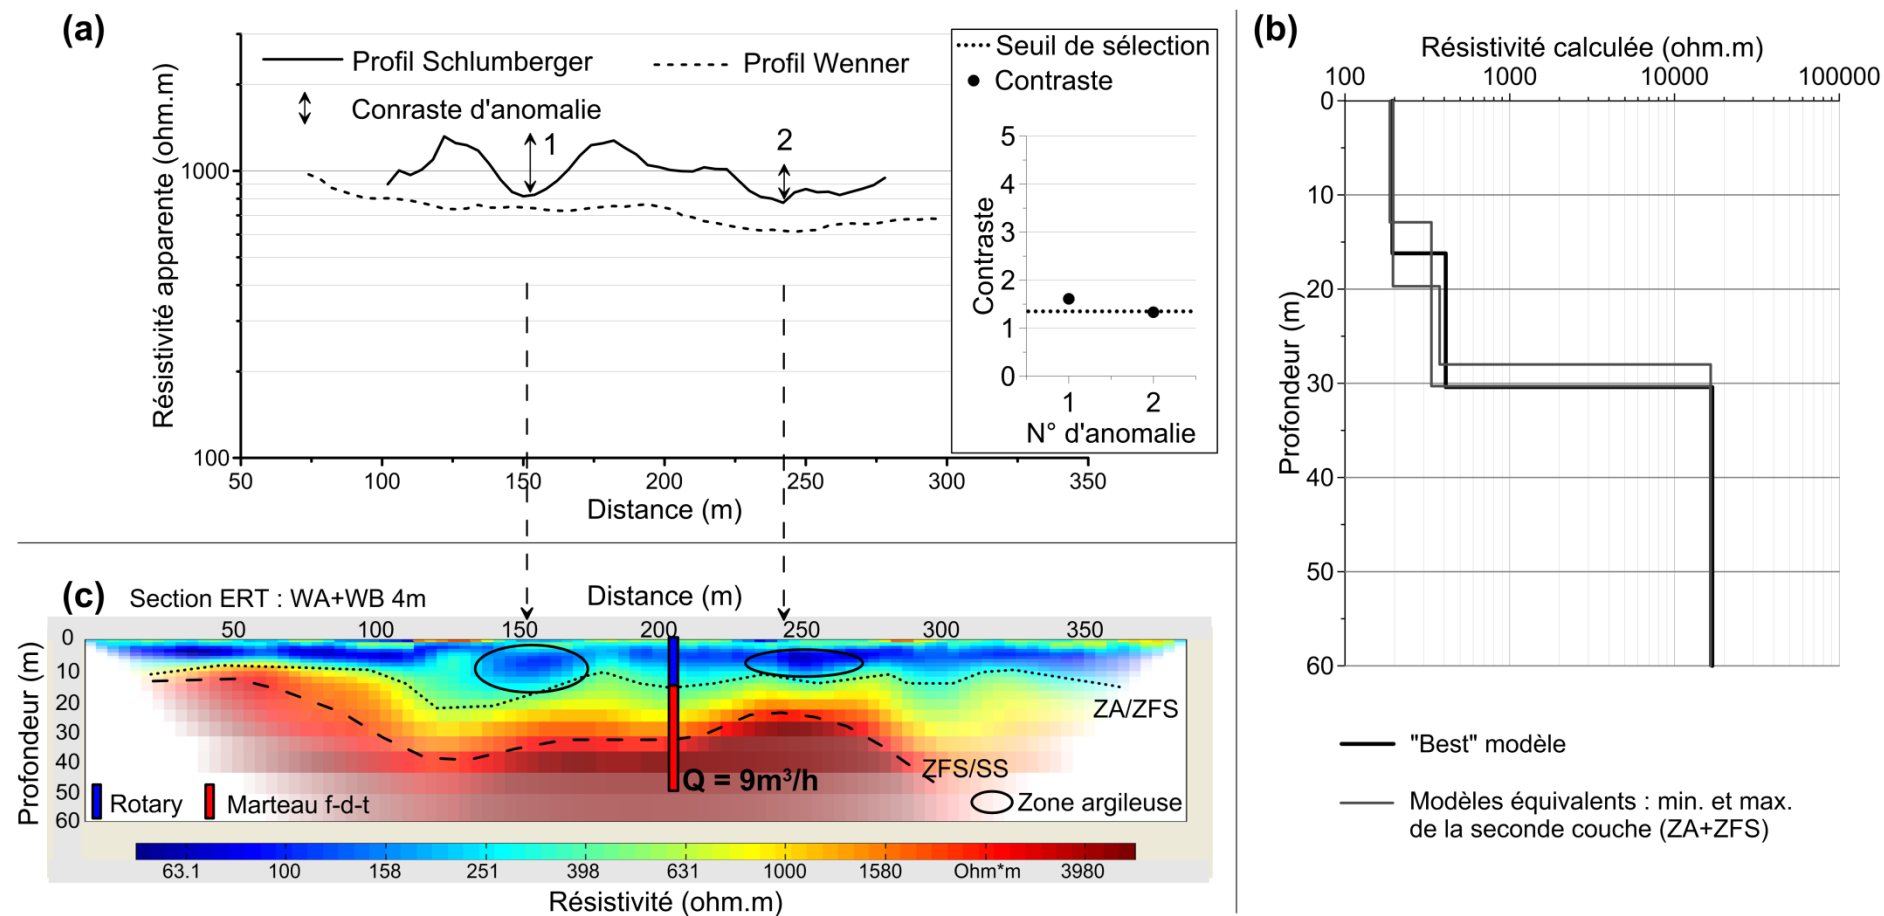 (a)
Profil Schlumberger
Profil Wenner
Conraste d'anomalie
1
2
Résistivité apparente (ohm.m)
1000
100
50
100
150
200
250
300
350
Distance (m)
Seuil de sélection
Contraste
Contraste
5
4
3
2
1
0
1
2
N° d'anomalie
(b)
Résistivité calculée (ohm.m)
100
1000
10000
100000
Profondeur (m)
0
10
20
30
40
50
60
"Best" modèle
Modèles équivalents : min. et max.
de la seconde couche (ZA+ZFS)
(c)
Section ERT : WA+WB 4m
Distance (m)
50
100
150
200
250
300
350
Profondeur (m)
0
10
20
30
40
50
60
ZA/ZFS
ZFS/SS
Q = 9m³/h
Rotary
Marteau f-d-t
Zone argileuse
63.1
100
158
251
398
631
1000
1580
Ohm*m
3980
Résistivité (ohm.m)